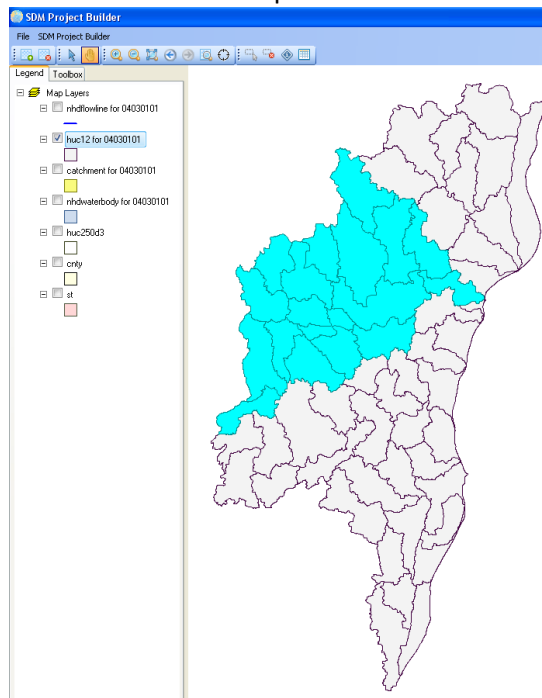 SDM Project Builder
File SDM Project Builder
Legend Toolbox
Map Layers
nhdflowline for 04030101
huc12 for 04030101
catchment for 04030101
nhdwaterbody for 04030101
huc250d3
cnty
st